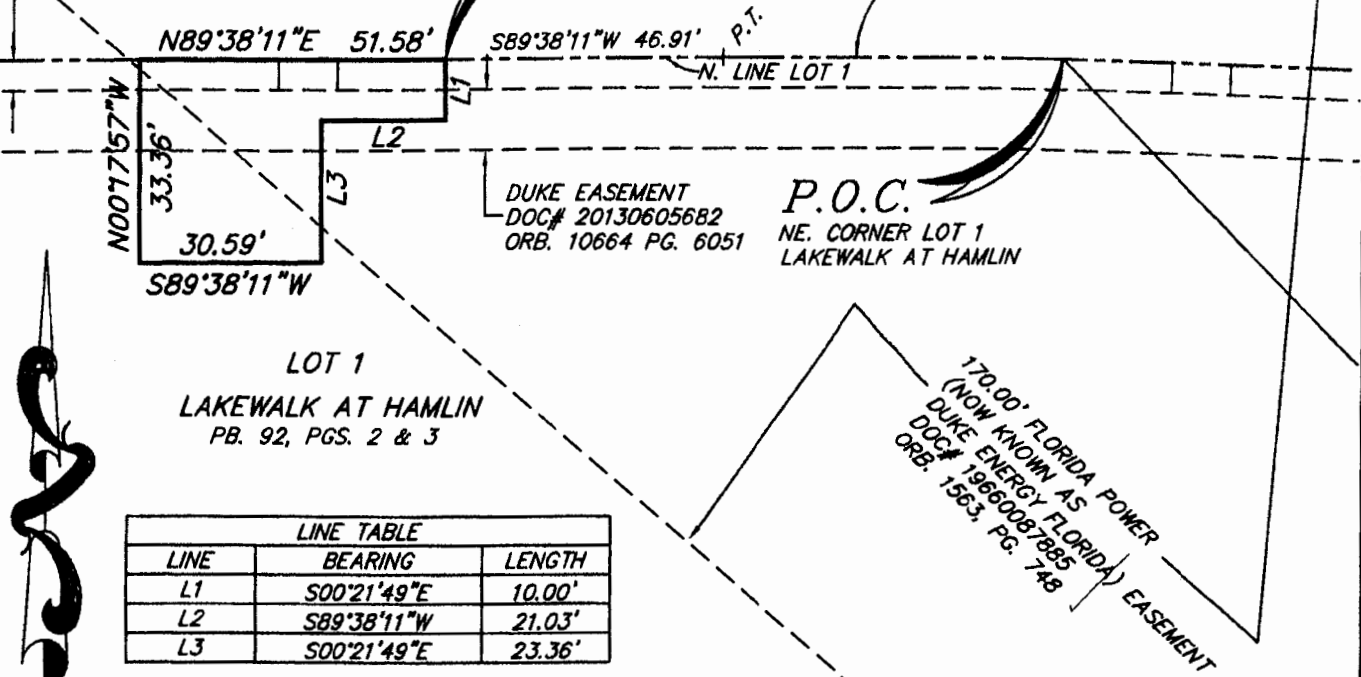 N89°38'11"E 51.58'
S89°38'11"W 46.91'
P.T.
N. LINE LOT 1
L1
L2
L3
N00°17'57"W
33.36'
30.59'
S89°38'11"W
DUKE EASEMENT
DOC# 20130605682
ORB. 10664 PG. 6051
P.O.C.
NE. CORNER LOT 1
LAKEWALK AT HAMLIN
LOT 1
LAKEWALK AT HAMLIN
PB. 92, PGS. 2 & 3
170.00' FLORIDA POWER
(NOW KNOWN AS
DUKE ENERGY FLORIDA) EASEMENT
DOC# 19660087885
ORB. 1563, PG. 748
LINE TABLE
LINE BEARING LENGTH
L1 S00°21'49"E 10.00'
L2 S89°38'11"W 21.03'
L3 S00°21'49"E 23.36'